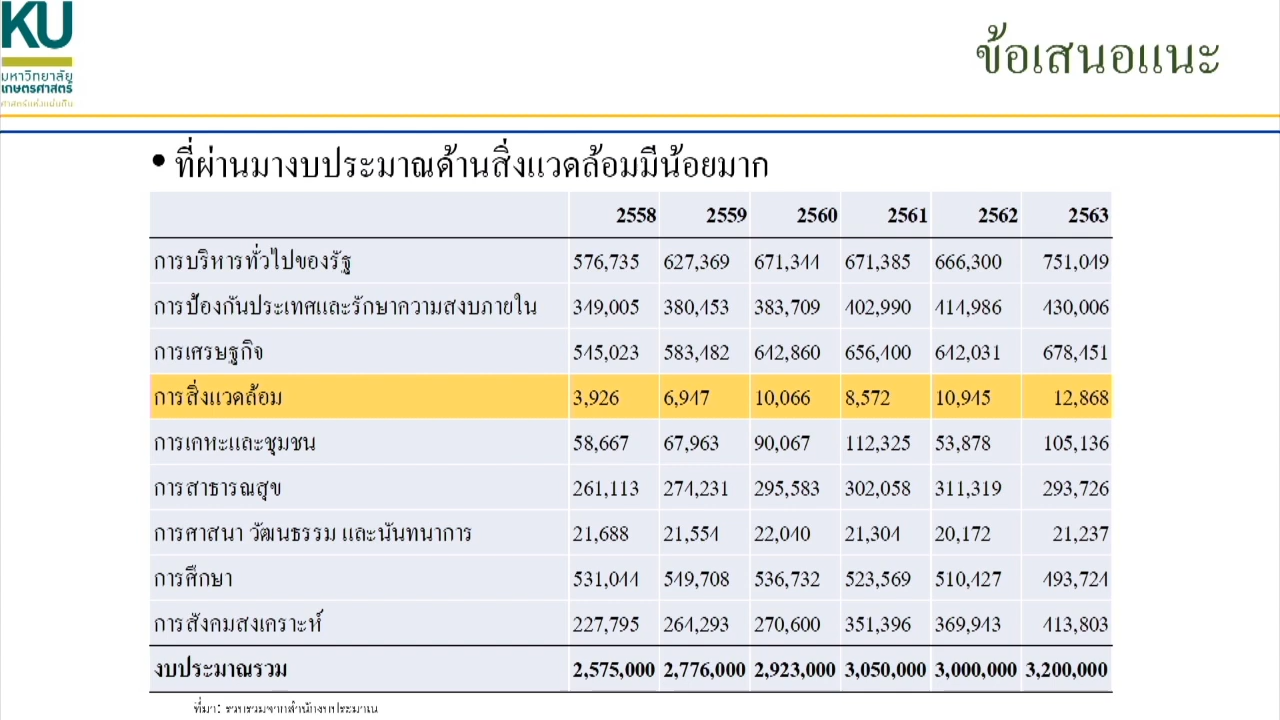 KU
มหาวิทยาลัย
เกษตรศาสตร์
ศาสตร์แห่งแผ่นดิน
ข้อเสนอแนะ
• ที่ผ่านมางบประมาณด้านสิ่งแวดล้อมมีน้อยมาก
2558 2559 2560 2561 2562 2563
การบริหารทั่วไปของรัฐ 576,735 627,369 671,344 671,385 666,300 751,049
การป้องกันประเทศและรักษาความสงบภายใน 349,005 380,453 383,709 402,990 414,986 430,006
การเศรษฐกิจ 545,023 583,482 642,860 656,400 642,031 678,451
การสิ่งแวดล้อม 3,926 6,947 10,066 8,572 10,945 12,868
การเคหะและชุมชน 58,667 67,963 90,067 112,325 53,878 105,136
การสาธารณสุข 261,113 274,231 295,583 302,058 311,319 293,726
การศาสนา วัฒนธรรม และนันทนาการ 21,688 21,554 22,040 21,304 20,172 21,237
การศึกษา 531,044 549,708 536,732 523,569 510,427 493,724
การสังคมสงเคราะห์ 227,795 264,293 270,600 351,396 369,943 413,803
งบประมาณรวม 2,575,000 2,776,000 2,923,000 3,050,000 3,000,000 3,200,000
ที่มา: รวบรวมจากสำนักงบประมาณ